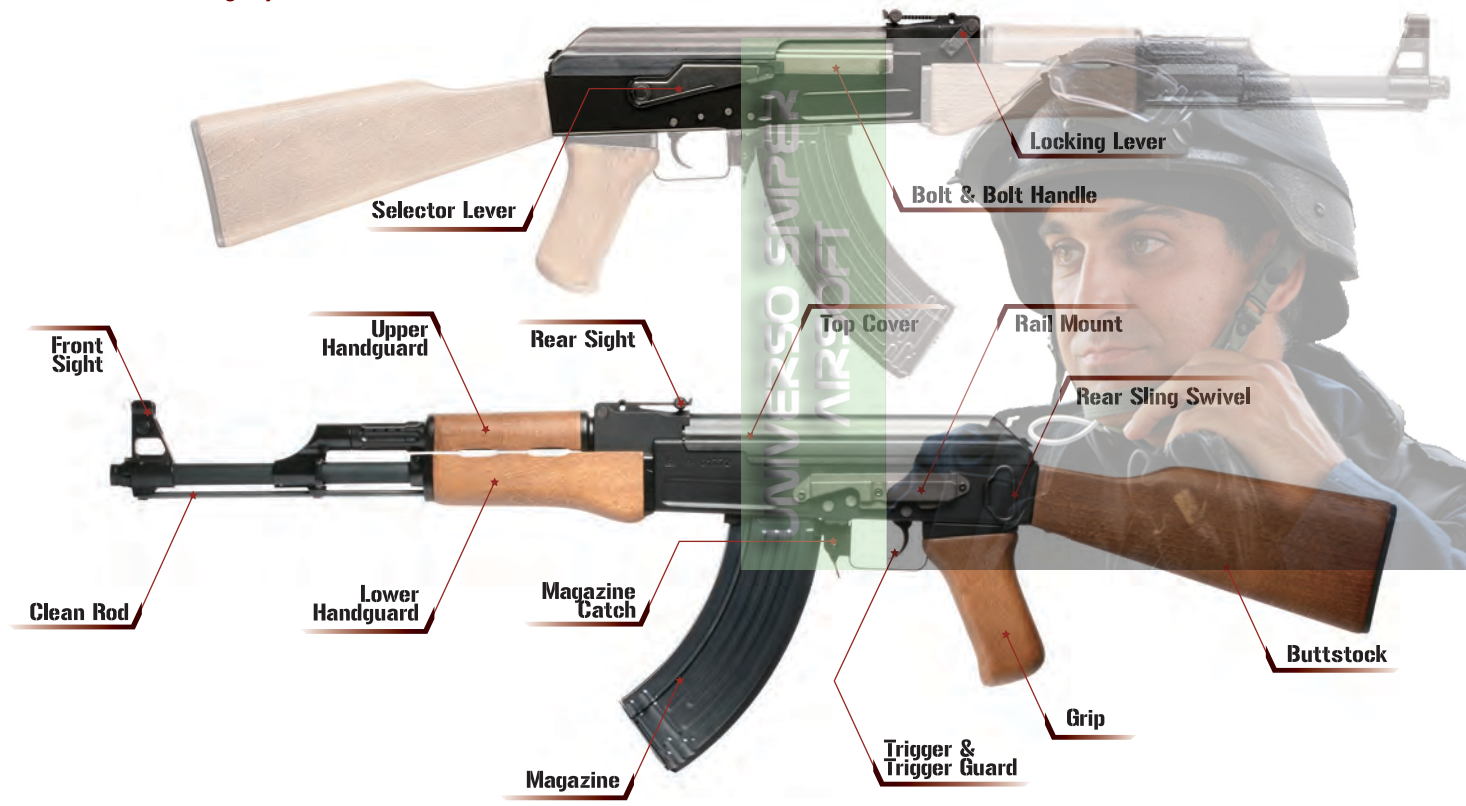 Locking Lever
Bolt & Bolt Handle
Selector Lever
UNIVERSO SNIPER
AIRSOFT
Front
Sight
Upper
Handguard
Rear Sight
Top Cover
Rail Mount
Rear Sling Swivel
Clean Rod
Lower
Handguard
Magazine
Catch
Buttstock
Grip
Trigger &
Trigger Guard
Magazine